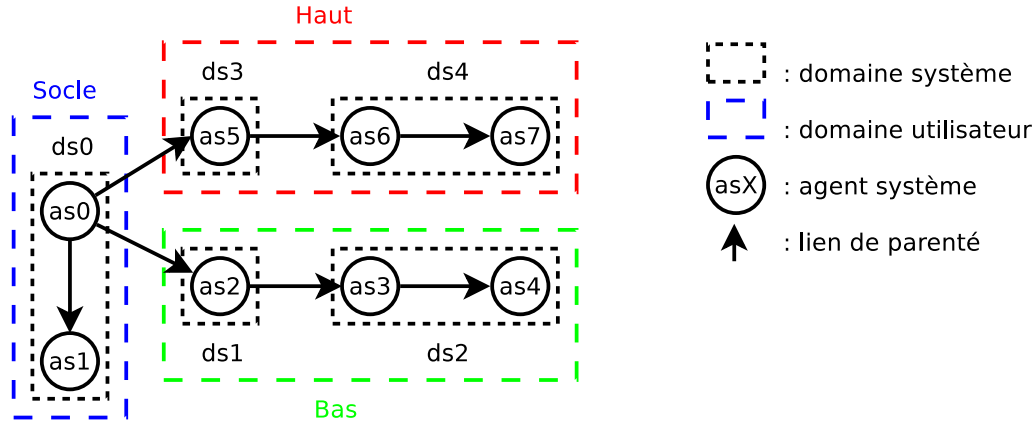 Haut
ds3 ds4
Socle
ds0
as5 as6 as7
as0
as2 as3 as4
as1
ds1 ds2
Bas
: domaine système
: domaine utilisateur
asX : agent système
: lien de parenté